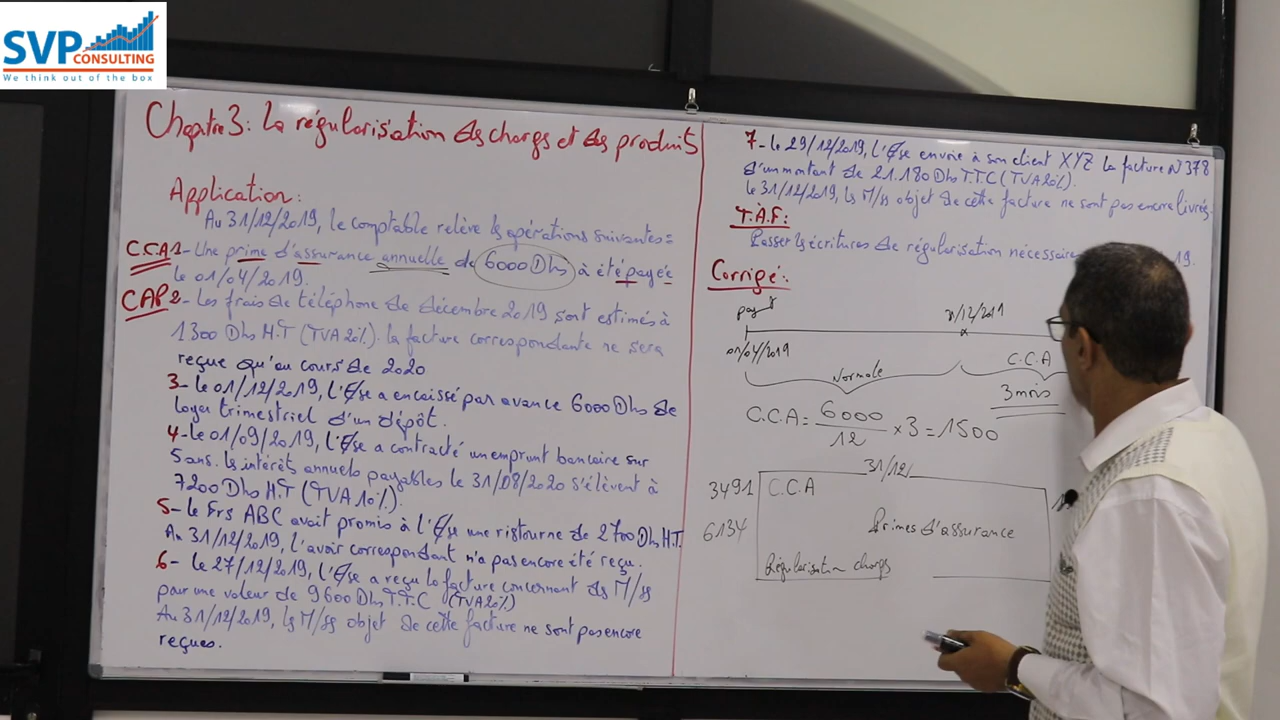 SVP
CONSULTING
We think out of the box
Chapitre 3: La régularisation des charges et des produits
Application:
Au 31/12/2019, le comptable relève les opérations suivantes:
C.C.A 1- Une prime d'assurance annuelle de 6000 Dhs à été payée
le 01/04/2019.
CAP 2- Les frais de téléphone de décembre 2019 sont estimés à
1300 Dhs H.T (TVA 20%). la facture correspondante ne sera
reçue qu'au cours de 2020
3- le 01/12/2019, l'E/se a encaissé par avance 6000 Dhs de
loyer trimestriel d'un dépôt.
4- le 01/09/2019, l'E/se a contracté un emprunt bancaire sur
5 ans. les intérêts annuels payables le 31/08/2020 s'élèvent à
7200 Dhs H.T (TVA 10%).
5- le Frs ABC avait promis à l'E/se une ristourne de 2700 Dhs H.T.
Au 31/12/2019, l'avoir correspondant n'a pas encore été reçu.
6- le 27/12/2019, l'E/se a reçu la facture concernant des M/ses
pour une valeur de 9600 Dhs T.T.C (TVA 20%)
Au 31/12/2019, les M/ses objet de cette facture ne sont pas encore
reçues.
7- le 29/12/2019, l'E/se envoie à son client XYZ la facture N°378
d'un montant de 21.180 Dhs T.T.C (TVA 20%).
le 31/12/2019, les M/ses objet de cette facture ne sont pas encore livrés.
T.A.F:
Passer les écritures de régularisation nécessaire 19.
Corrigé:
31/12/2019
01/04/2019
Normale
C.C.A
3 mois
C.C.A = 6000/12 x 3 = 1500
31/12/
3491 C.C.A
6134 Primes d'assurance
Régularisation charges